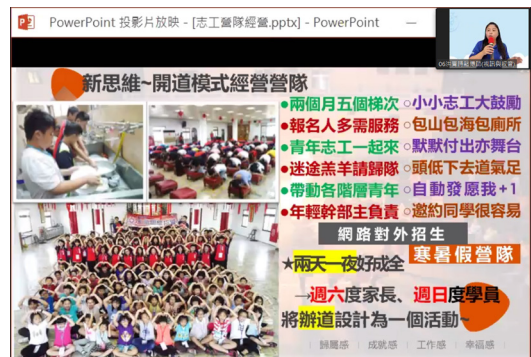 PowerPoint 投影片放映 - [志工營隊經營.pptx] - PowerPoint
新思維~開道模式經營營隊
●兩個月五個梯次 ○小小志工大鼓勵
●報名人多需服務 ○包山包海包廁所
●青年志工一起來 ○默默付出亦舞台
●迷途羔羊請歸隊 ○頭低下去道氣足
●帶動各階層青年 ○自動發愿我+1
●年輕幹部主負責 ○邀約同學很容易
網路對外招生
★兩天一夜好成全 寒暑假營隊
→週六度家長、週日度學員
將辦道設計為一個活動~
歸屬感 成就感 工作感 幸福感